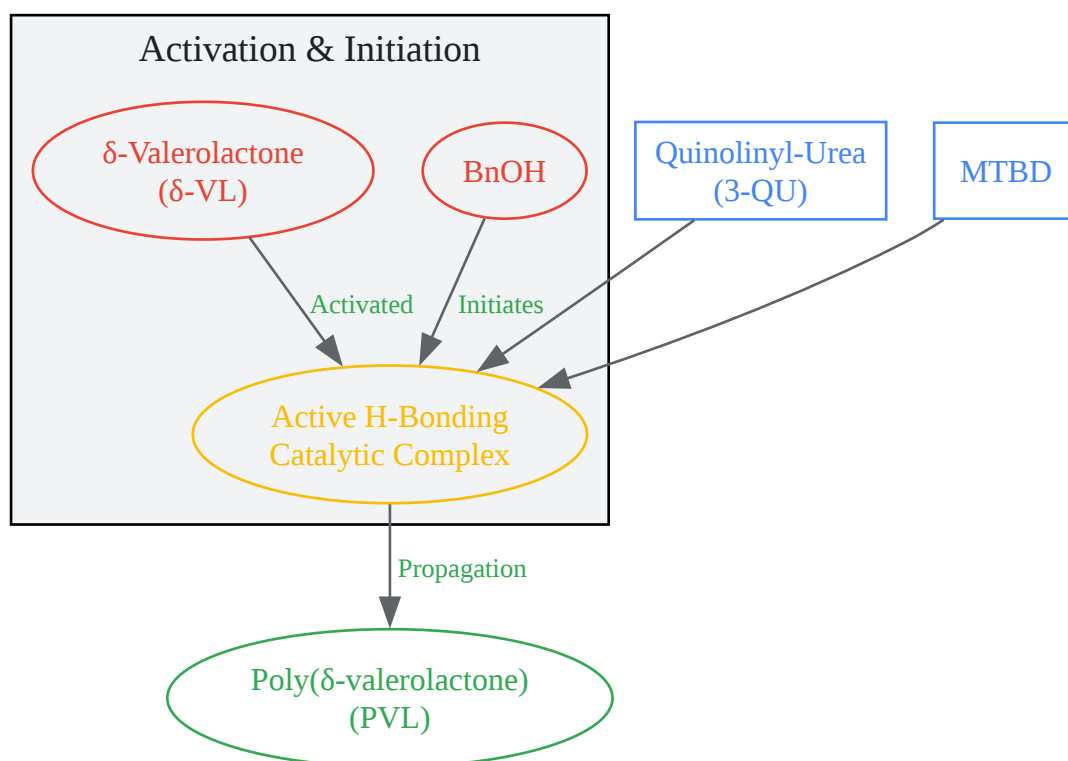 Activation & Initiation
δ-Valerolactone
(δ-VL)
BnOH
Quinolinyl-Urea
(3-QU)
MTBD
Activated
Initiates
Active H-Bonding
Catalytic Complex
Propagation
Poly(δ-valerolactone)
(PVL)